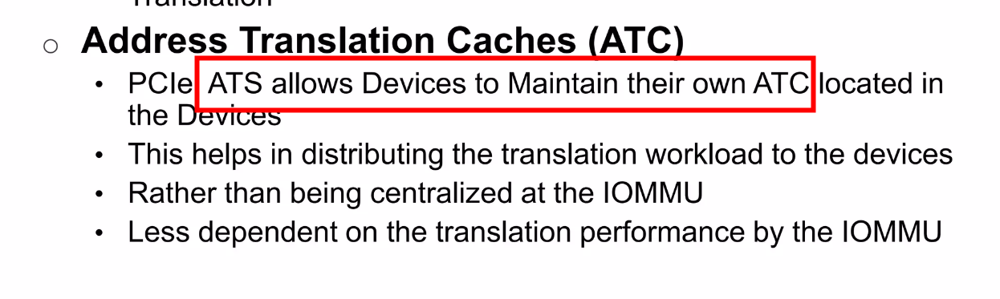 Translation
○ Address Translation Caches (ATC)
• PCIe ATS allows Devices to Maintain their own ATC located in
the Devices
• This helps in distributing the translation workload to the devices
• Rather than being centralized at the IOMMU
• Less dependent on the translation performance by the IOMMU